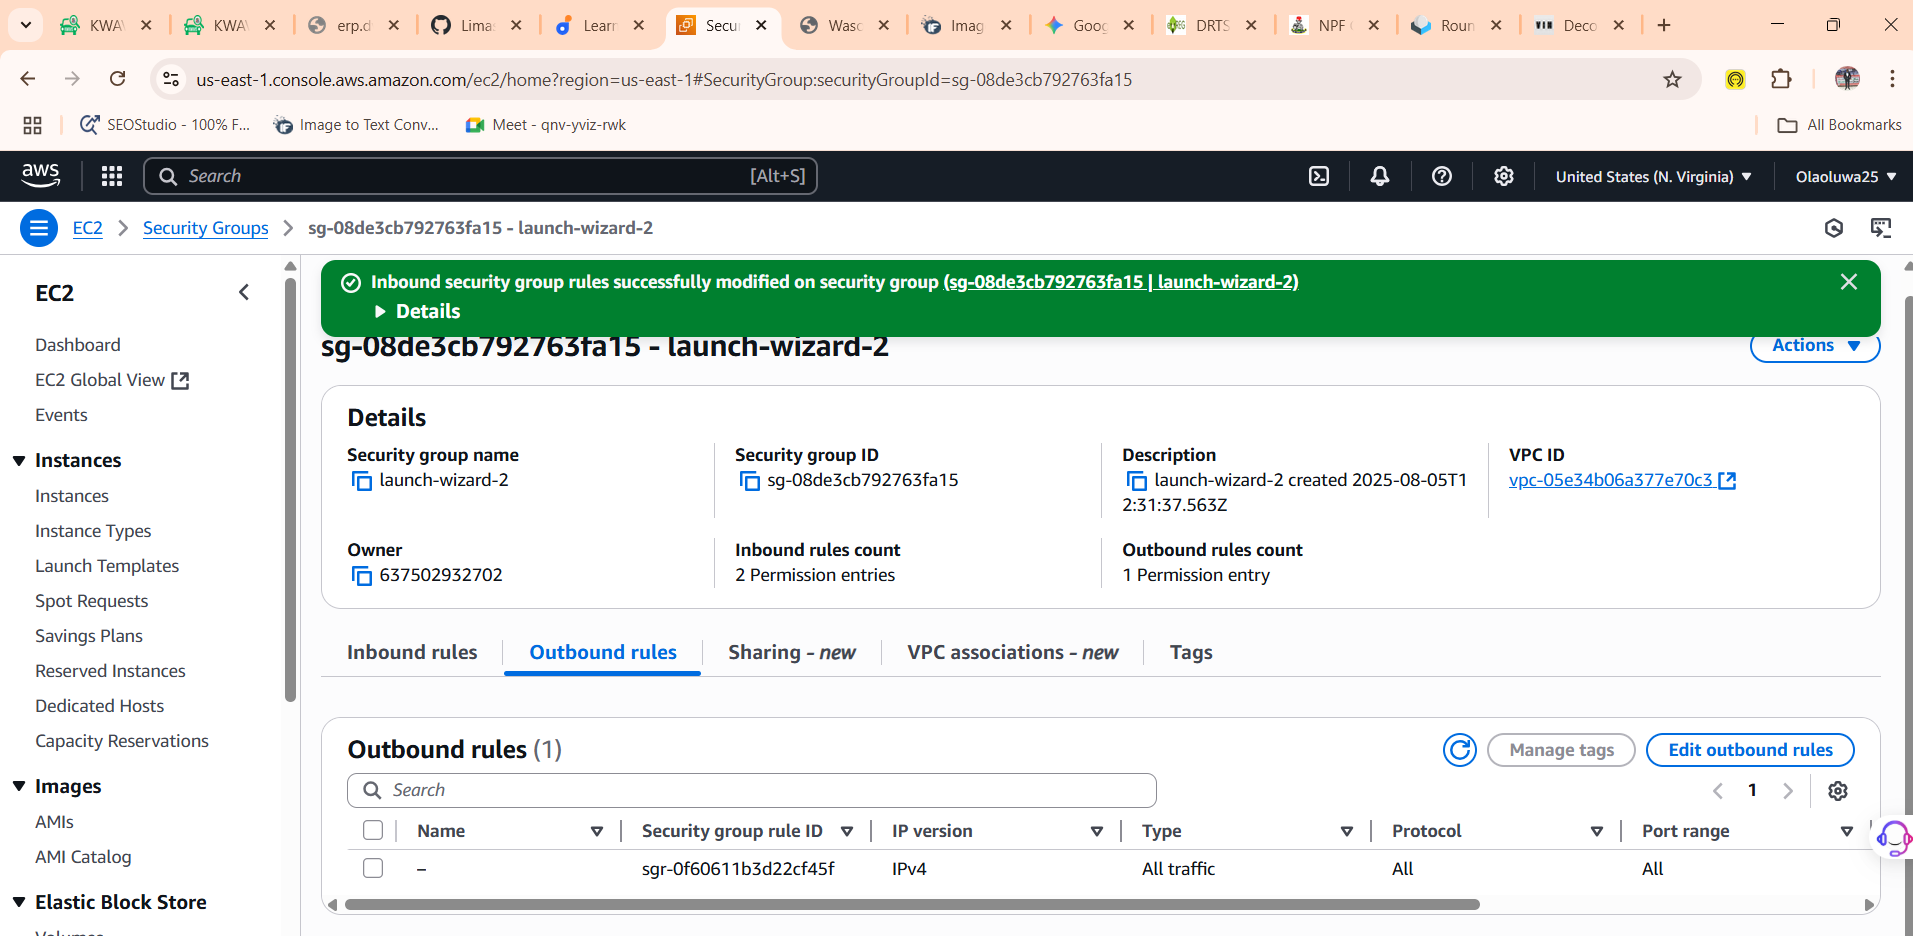 KWA
KWA
erp.d
Lima
Learn
Secur
Wasc
Imag
Goog
DRTS
NPF
Roun
Deco
us-east-1.console.aws.amazon.com/ec2/home?region=us-east-1#SecurityGroup:securityGroupId=sg-08de3cb792763fa15
SEOStudio - 100% F...
Image to Text Conv...
Meet - qnv-yviz-rwk
All Bookmarks
aws
Search
[Alt+S]
United States (N. Virginia)
Olaoluwa25
EC2
Security Groups
sg-08de3cb792763fa15 - launch-wizard-2
EC2
Dashboard
EC2 Global View
Events
Instances
Instances
Instance Types
Launch Templates
Spot Requests
Savings Plans
Reserved Instances
Dedicated Hosts
Capacity Reservations
Images
AMIs
AMI Catalog
Elastic Block Store
Volumes
Inbound security group rules successfully modified on security group (sg-08de3cb792763fa15 | launch-wizard-2)
Details
sg-08de3cb792763fa15 - launch-wizard-2
Actions
Details
Security group name
launch-wizard-2
Security group ID
sg-08de3cb792763fa15
Description
launch-wizard-2 created 2025-08-05T1
2:31:37.563Z
VPC ID
vpc-05e34b06a377e70c3
Owner
637502932702
Inbound rules count
2 Permission entries
Outbound rules count
1 Permission entry
Inbound rules
Outbound rules
Sharing - new
VPC associations - new
Tags
Outbound rules (1)
Manage tags
Edit outbound rules
Search
1
Name
Security group rule ID
IP version
Type
Protocol
Port range
–
sgr-0f60611b3d22cf45f
IPv4
All traffic
All
All